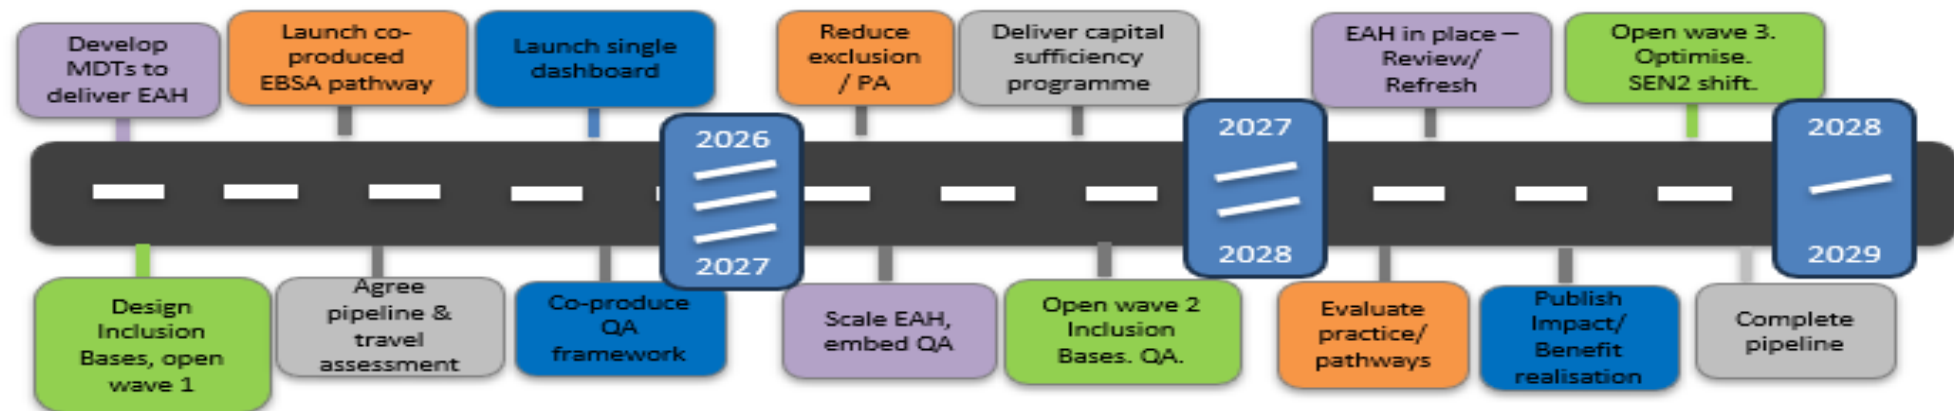 Develop
MDTs to
deliver EAH
Launch co-
produced
EBSA pathway
Launch single
dashboard
Reduce
exclusion
/ PA
Deliver capital
sufficiency
programme
EAH in place –
Review/
Refresh
Open wave 3.
Optimise.
SEN2 shift.
2026
2027
2027
2028
2028
2029
Design
Inclusion
Bases, open
wave 1
Agree
pipeline &
travel
assessment
Co-produce
QA
framework
Scale EAH,
embed QA
Open wave 2
Inclusion
Bases. QA.
Evaluate
practice/
pathways
Publish
Impact/
Benefit
realisation
Complete
pipeline